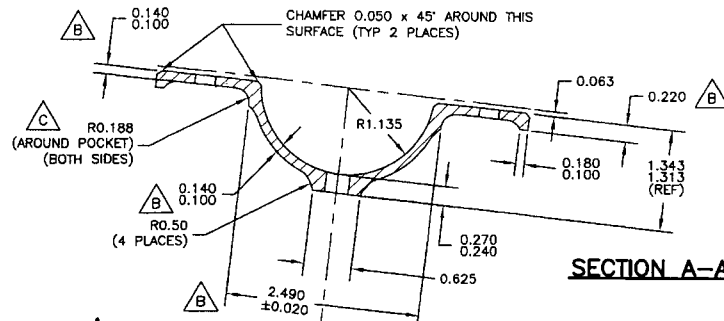 B
0.140
0.100
CHAMFER 0.050 x 45° AROUND THIS
SURFACE (TYP 2 PLACES)
0.063
0.220
B
C
R0.188
(AROUND POCKET)
(BOTH SIDES)
R1.135
0.180
0.100
1.343
1.313
(REF)
B
0.140
0.100
R0.50
(4 PLACES)
0.270
0.240
0.625
SECTION A-A
B
2.490
±0.020